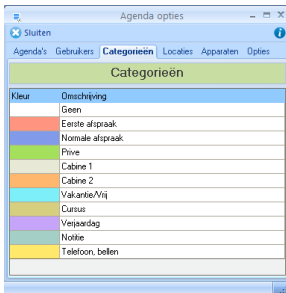 Agenda opties
Sluiten
Agenda's Gebruikers Categorieën Locaties Apparaten Opties
Categorieën
Kleur Omschrijving
Geen
Eerste afspraak
Normale afspraak
Prive
Cabine 1
Cabine 2
Vakantie/Vrij
Cursus
Verjaardag
Notitie
Telefoon, bellen